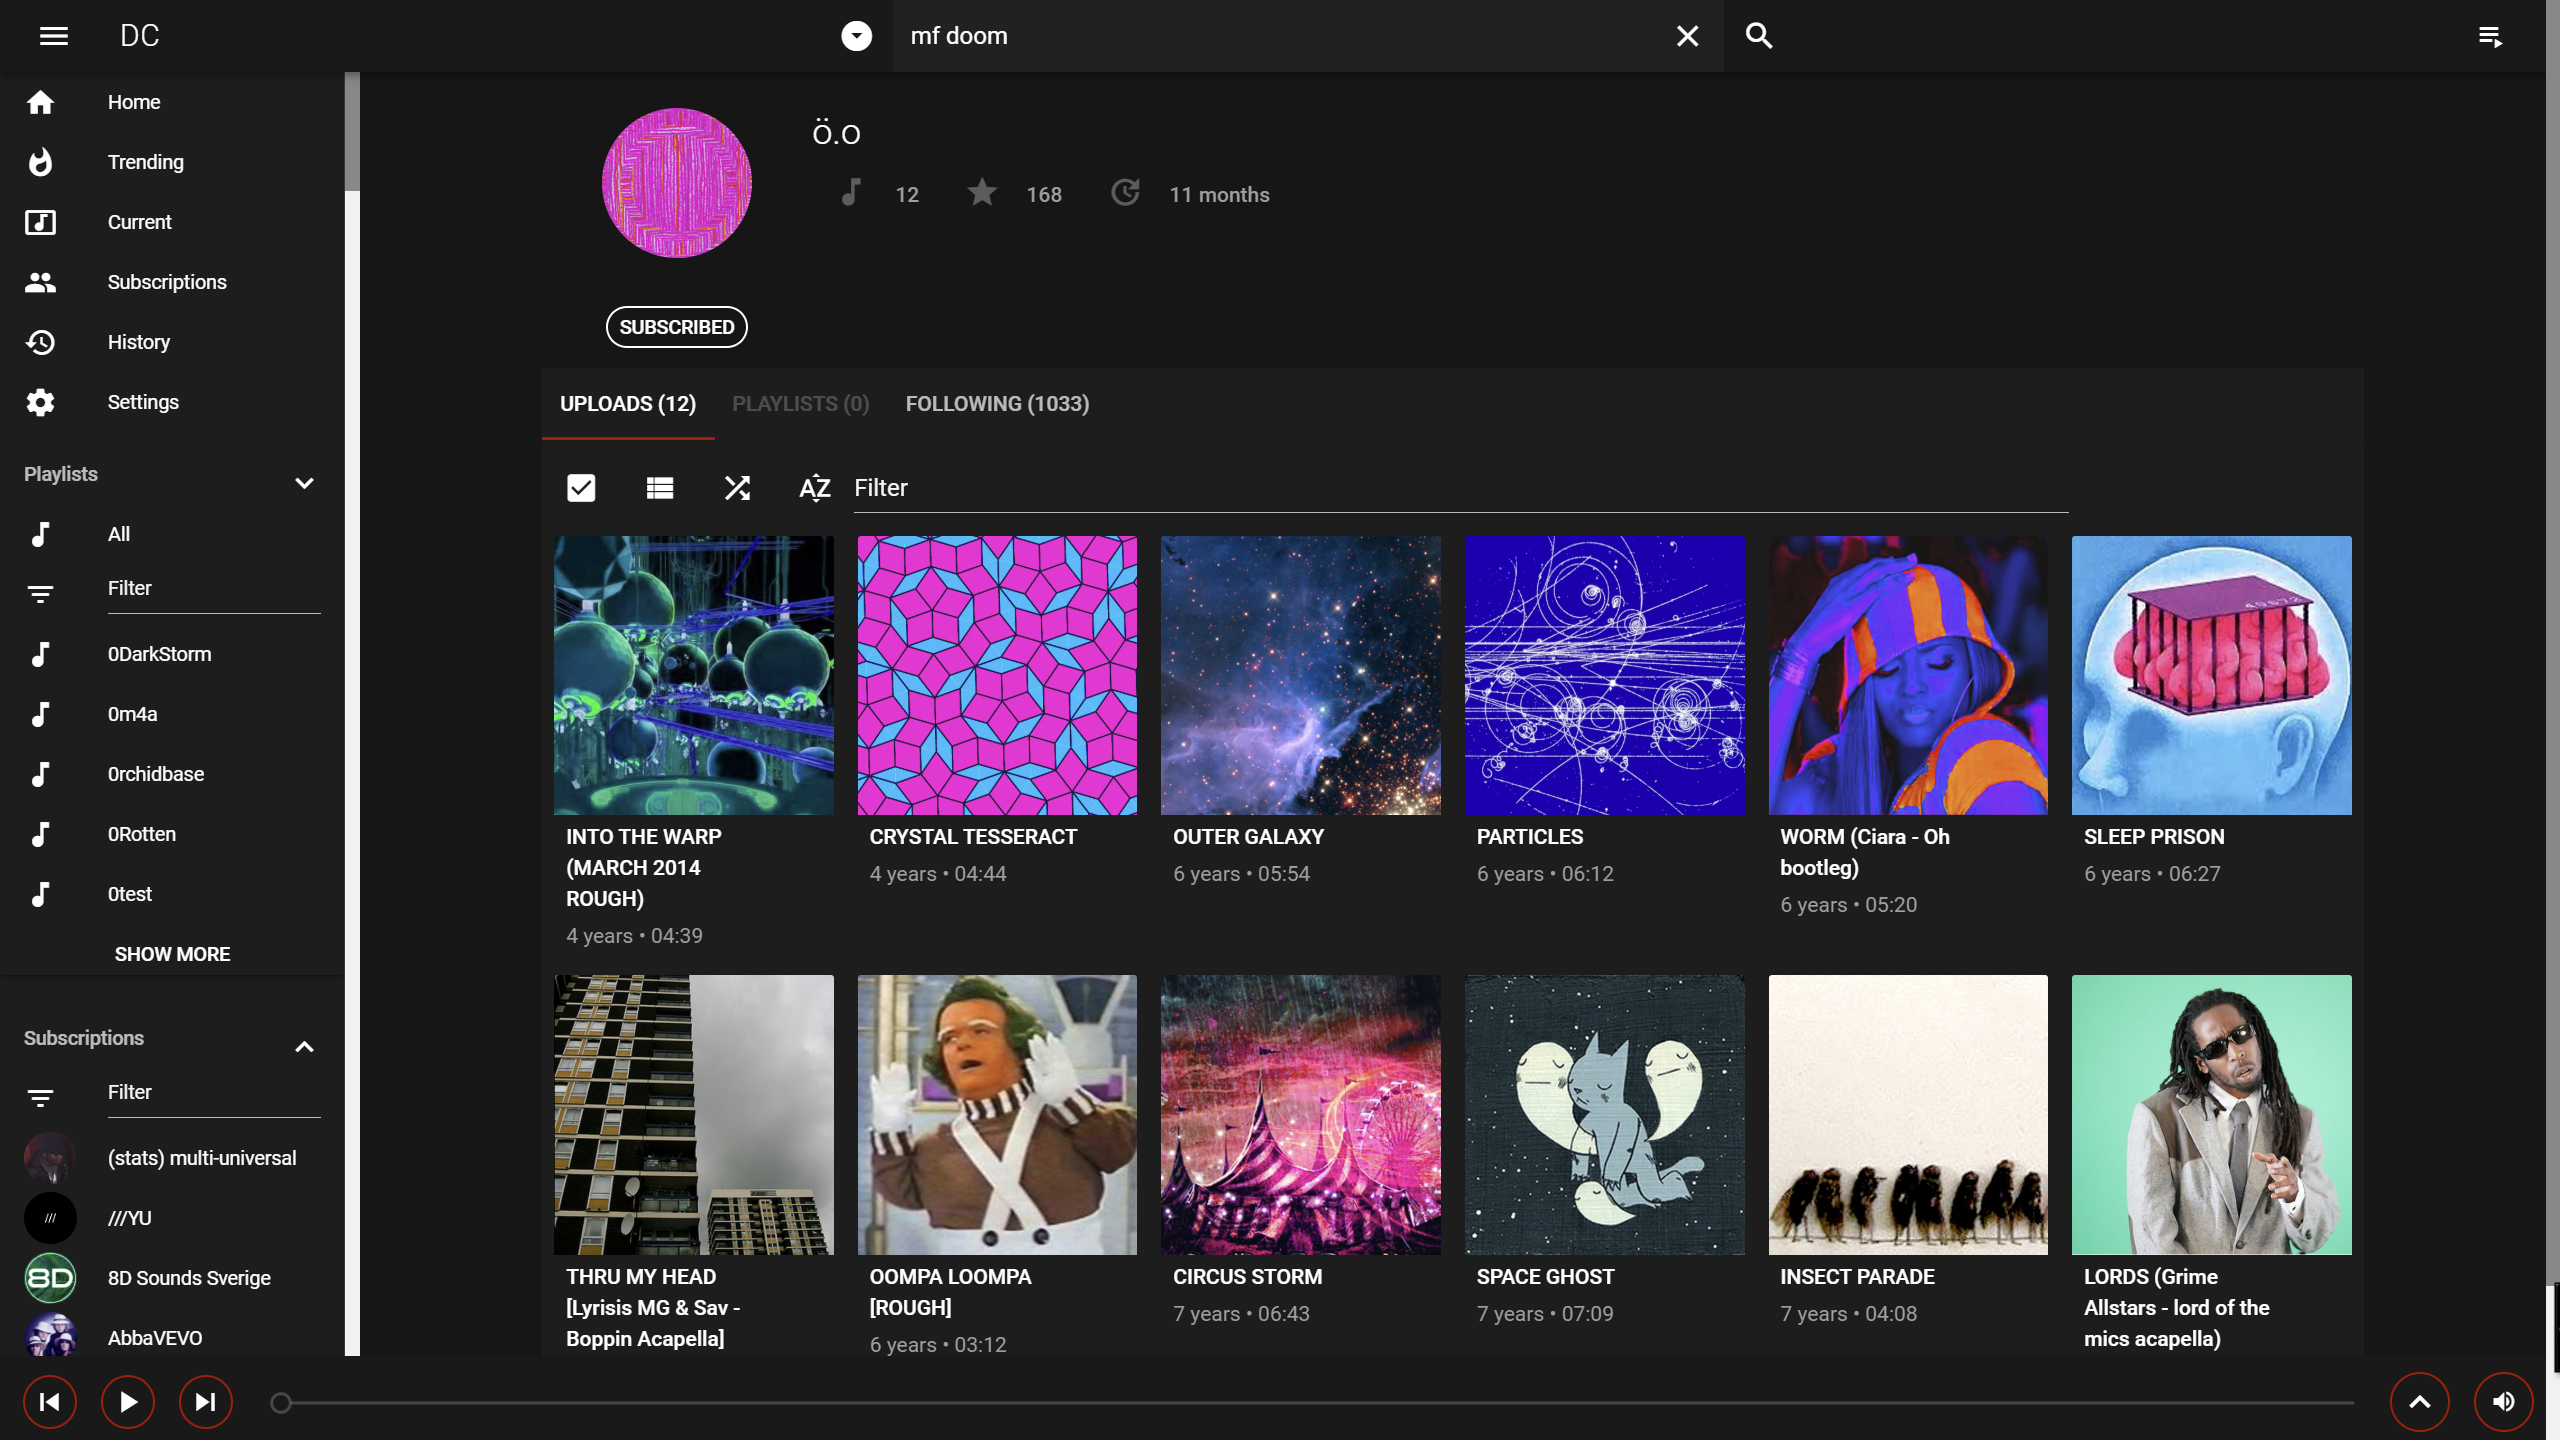 DC
mf doom
Home
Trending
Current
Subscriptions
History
Settings
Playlists
All
Filter
0DarkStorm
0m4a
0rchidbase
0Rotten
0test
SHOW MORE
Subscriptions
Filter
(stats) multi-universal
///
///YU
8D
8D Sounds Sverige
AbbaVEVO
Ö.O
12
168
11 months
SUBSCRIBED
UPLOADS (12)
PLAYLISTS (0)
FOLLOWING (1033)
AZ
Filter
INTO THE WARP
(MARCH 2014
ROUGH)
4 years • 04:39
CRYSTAL TESSERACT
4 years • 04:44
OUTER GALAXY
6 years • 05:54
PARTICLES
6 years • 06:12
WORM (Ciara - Oh
bootleg)
6 years • 05:20
SLEEP PRISON
6 years • 06:27
THRU MY HEAD
[Lyrisis MG & Sav -
Boppin Acapella]
OOMPA LOOMPA
[ROUGH]
6 years • 03:12
CIRCUS STORM
7 years • 06:43
SPACE GHOST
7 years • 07:09
INSECT PARADE
7 years • 04:08
LORDS (Grime
Allstars - lord of the
mics acapella)